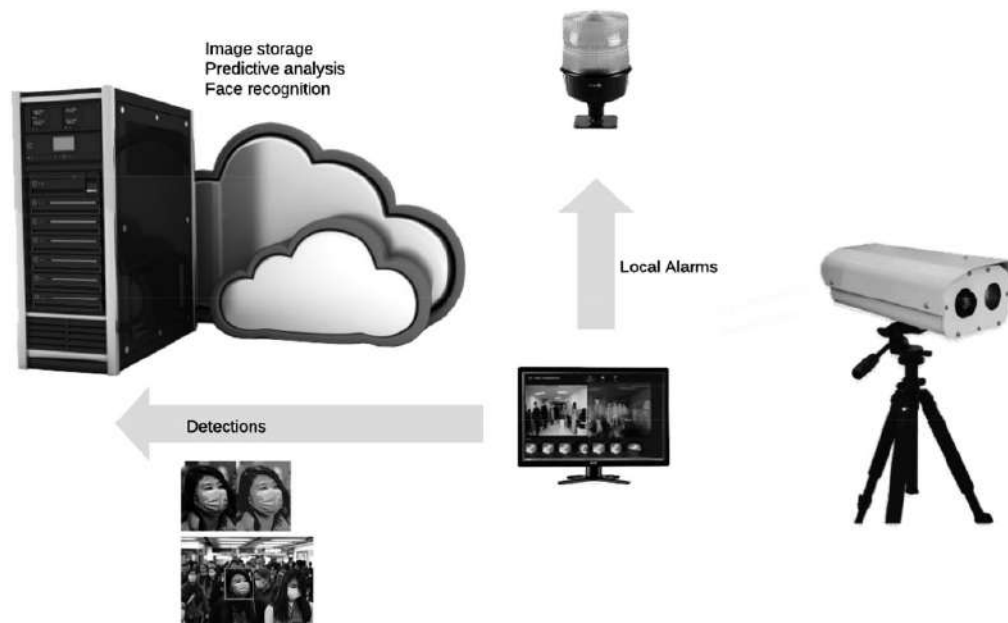 Image storage
Predictive analysis
Face recognition
Local Alarms
Detections